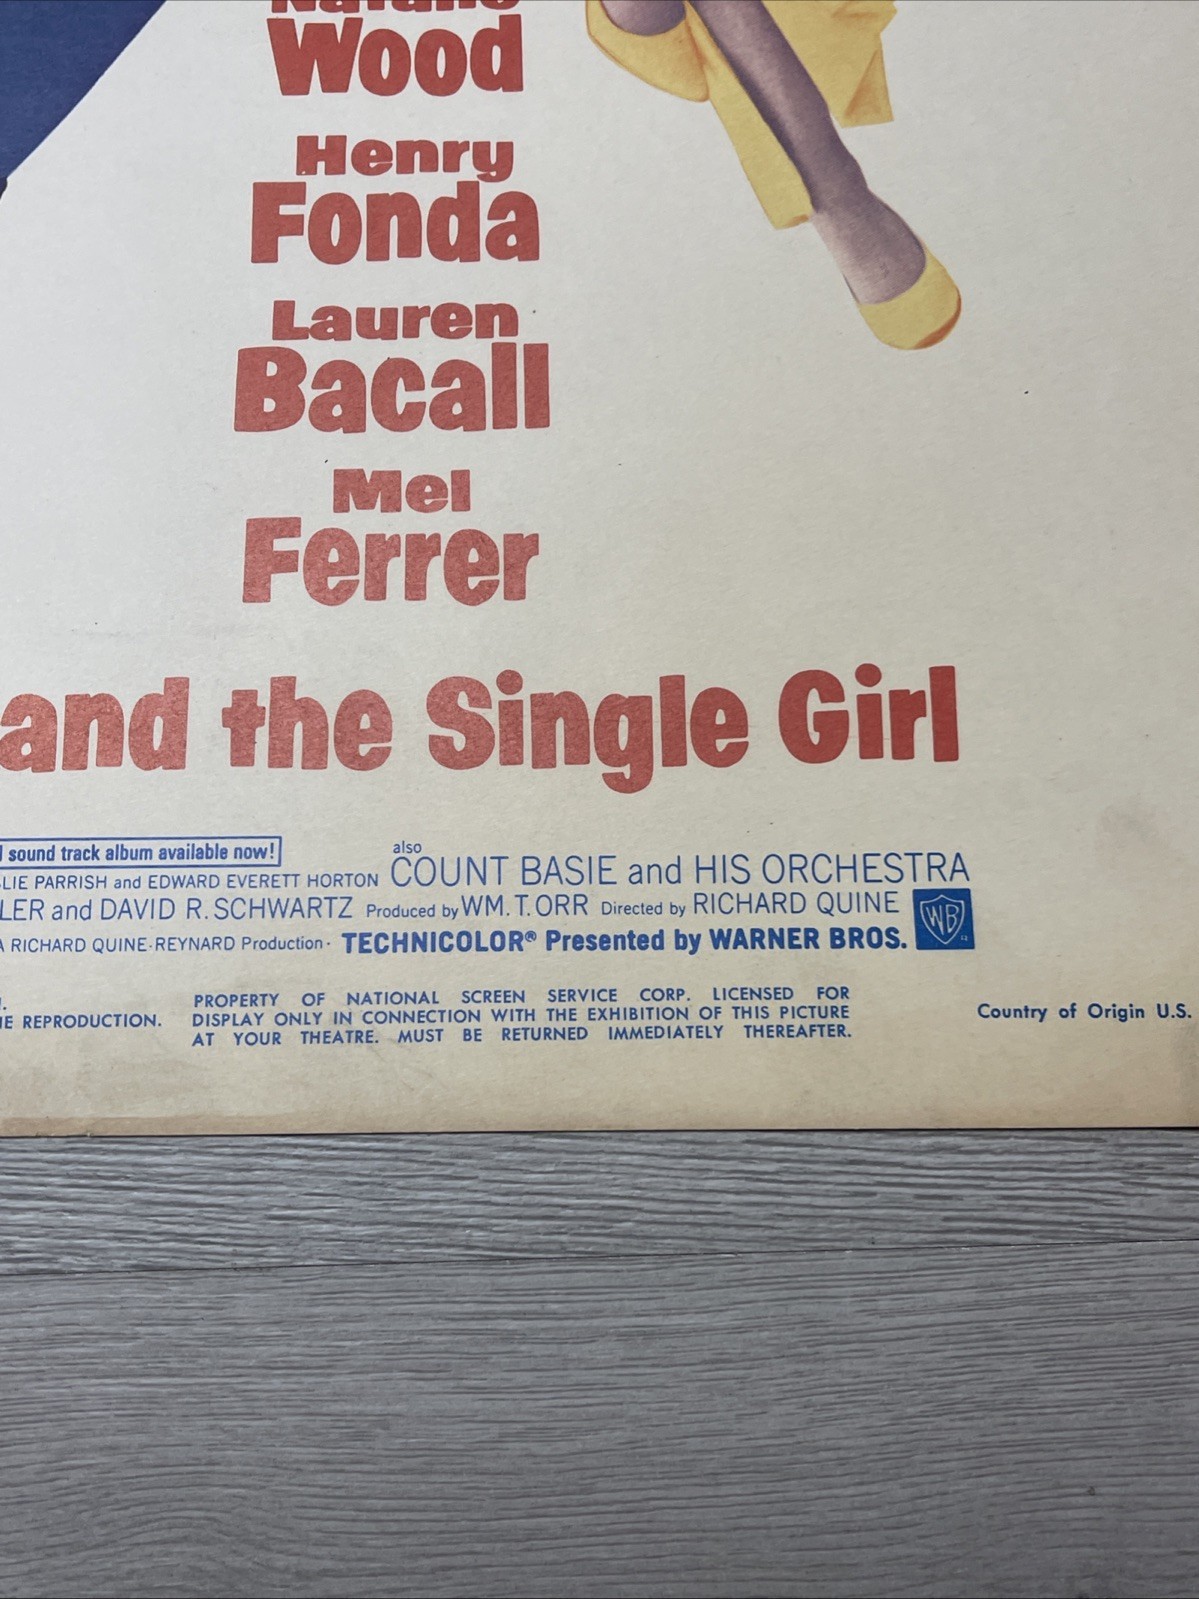 Natalie
Wood
Henry
Fonda
Lauren
Bacall
Mel
Ferrer
and the Single Girl
sound track album available now!
LIE PARRISH and EDWARD EVERETT HORTON also COUNT BASIE and HIS ORCHESTRA
LER and DAVID R. SCHWARTZ Produced by WM. T. ORR Directed by RICHARD QUINE
A RICHARD QUINE-REYNARD Production · TECHNICOLOR® Presented by WARNER BROS. WB
E REPRODUCTION.
PROPERTY OF NATIONAL SCREEN SERVICE CORP. LICENSED FOR
DISPLAY ONLY IN CONNECTION WITH THE EXHIBITION OF THIS PICTURE
AT YOUR THEATRE. MUST BE RETURNED IMMEDIATELY THEREAFTER.
Country of Origin U.S.